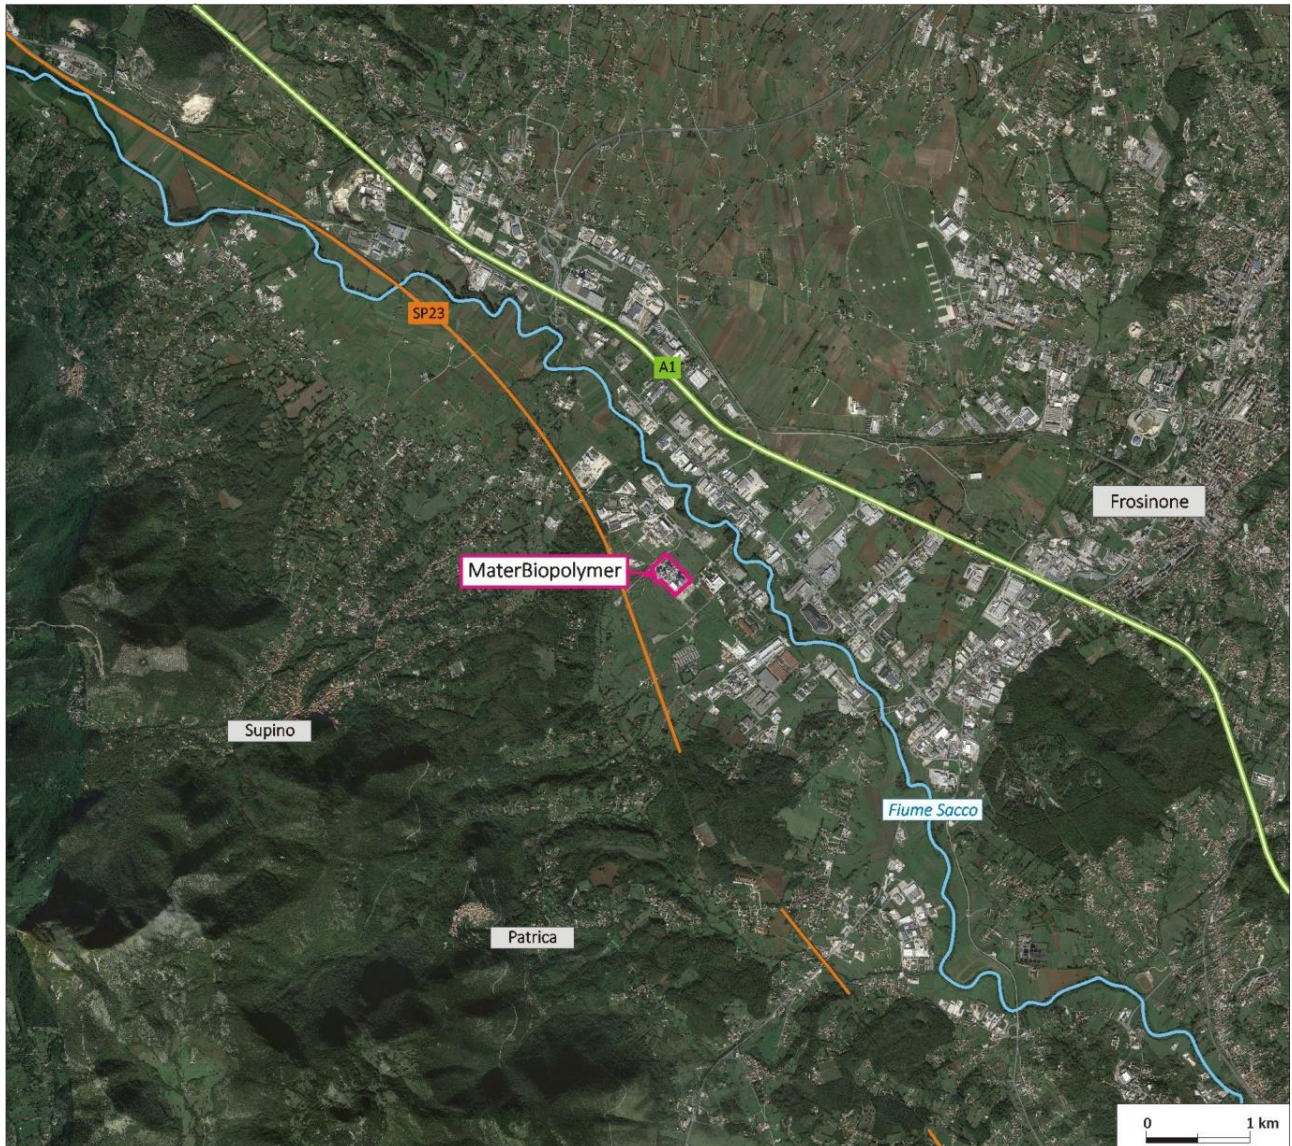 SP23
A1
Frosinone
MaterBiopolymer
Supino
Fiume Sacco
Patrica
0 1 km